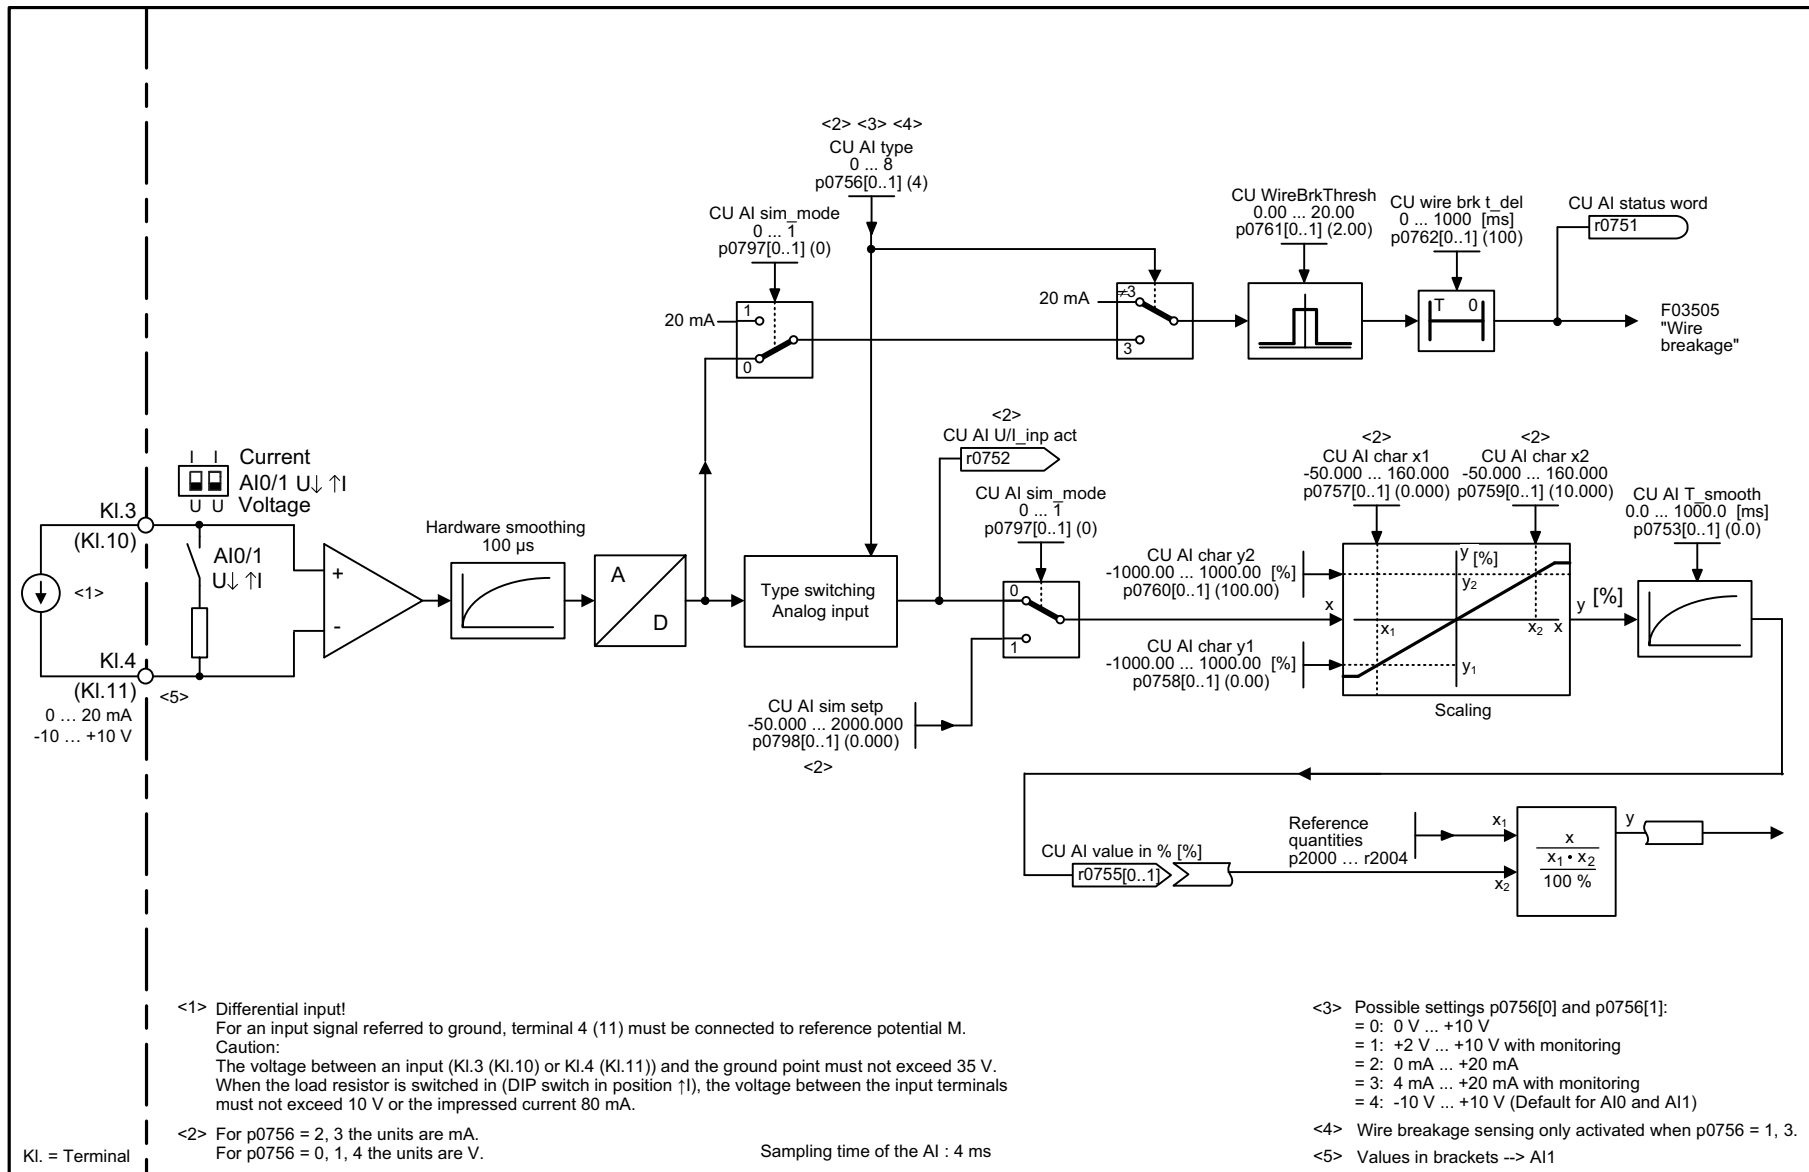 <2> <3> <4>
CU AI type
0 ... 8
p0756[0..1] (4)
CU AI sim_mode
0 ... 1
p0797[0..1] (0)
CU WireBrkThresh
0.00 ... 20.00
p0761[0..1] (2.00)
CU wire brk t_del
0 ... 1000 [ms]
p0762[0..1] (100)
CU AI status word
r0751
20 mA
1
0
20 mA
≠3
3
T 0
F03505
"Wire
breakage"
<2>
CU AI U/I_inp act
r0752
I I
Current
AI0/1 U↓ ↑I
U U Voltage
Kl.3
(Kl.10)
AI0/1
U↓ ↑I
<1>
Kl.4
(Kl.11)
<5>
0 ... 20 mA
-10 ... +10 V
+
-
Hardware smoothing
100 µs
A
D
Type switching
Analog input
CU AI sim_mode
0 ... 1
p0797[0..1] (0)
0
1
CU AI sim setp
-50.000 ... 2000.000
p0798[0..1] (0.000)
<2>
<2>
CU AI char x1
-50.000 ... 160.000
p0757[0..1] (0.000)
<2>
CU AI char x2
-50.000 ... 160.000
p0759[0..1] (10.000)
CU AI T_smooth
0.0 ... 1000.0 [ms]
p0753[0..1] (0.0)
CU AI char y2
-1000.00 ... 1000.00 [%]
p0760[0..1] (100.00)
x
CU AI char y1
-1000.00 ... 1000.00 [%]
p0758[0..1] (0.00)
y [%]
y2
x1
x2 x
y1
Scaling
y [%]
CU AI value in % [%]
r0755[0..1]
Reference
quantities
p2000 ... r2004
x1
x2
x
x1 • x2
100 %
y
<1> Differential input!
For an input signal referred to ground, terminal 4 (11) must be connected to reference potential M.
Caution:
The voltage between an input (Kl.3 (Kl.10) or Kl.4 (Kl.11)) and the ground point must not exceed 35 V.
When the load resistor is switched in (DIP switch in position ↑I), the voltage between the input terminals
must not exceed 10 V or the impressed current 80 mA.
<2> For p0756 = 2, 3 the units are mA.
For p0756 = 0, 1, 4 the units are V.
Kl. = Terminal
Sampling time of the AI : 4 ms
<3> Possible settings p0756[0] and p0756[1]:
= 0: 0 V ... +10 V
= 1: +2 V ... +10 V with monitoring
= 2: 0 mA ... +20 mA
= 3: 4 mA ... +20 mA with monitoring
= 4: -10 V ... +10 V (Default for AI0 and AI1)
<4> Wire breakage sensing only activated when p0756 = 1, 3.
<5> Values in brackets --> AI1